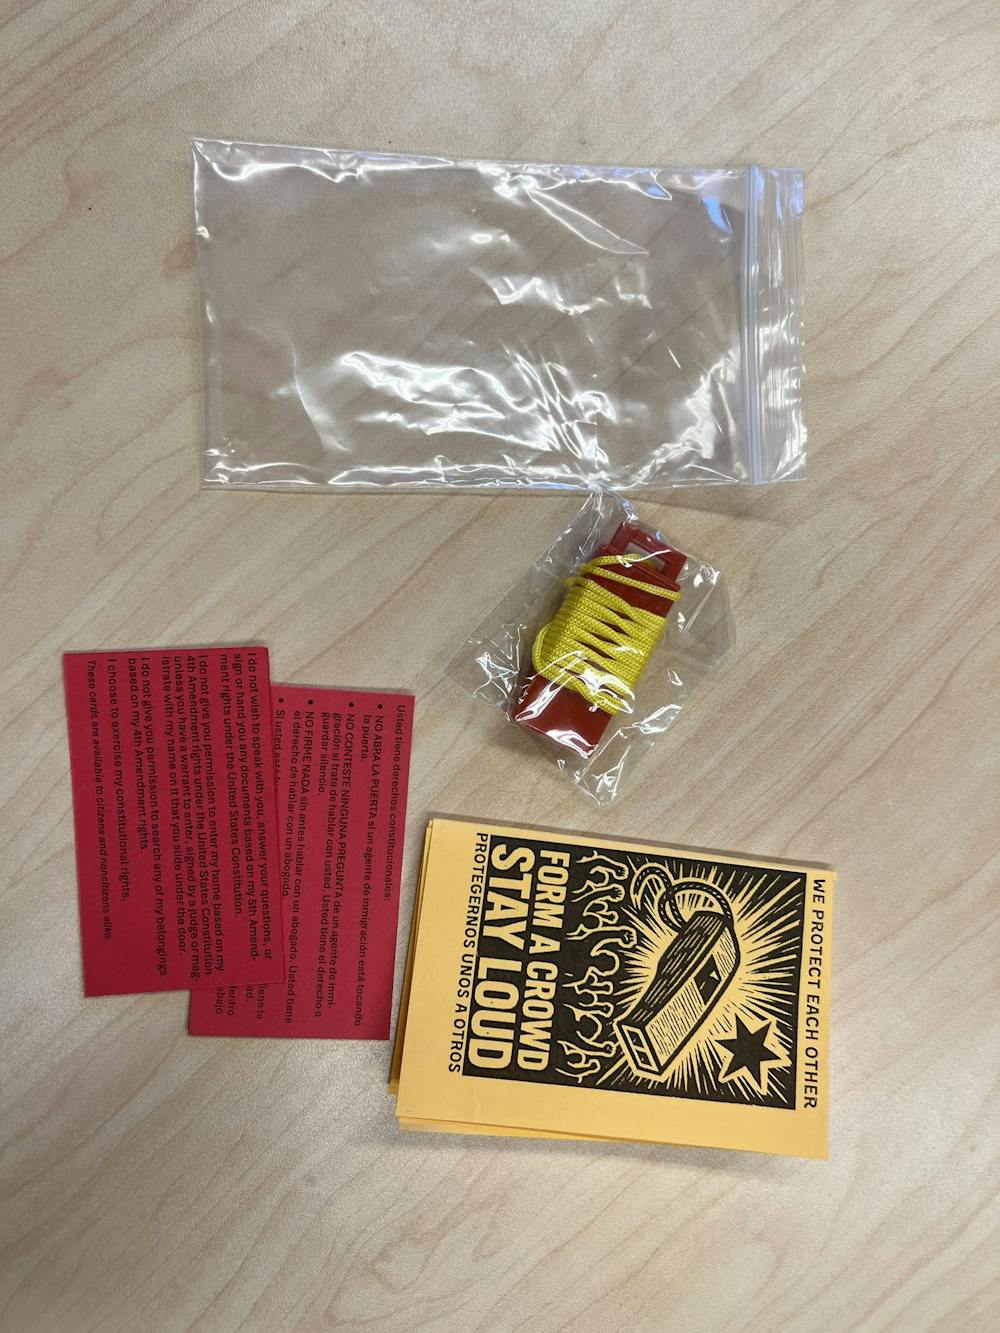 I do not wish to speak with you, answer your questions, or
sign or hand you any documents based on my 5th Amend-
ment rights under the United States Constitution.
I do not give you permission to enter my home based on my
4th Amendment rights under the United States Constitution
unless you have a warrant to enter, signed by a judge or mag-
istrate with my name on it that you slide under the door.
I do not give you permission to search any of my belongings
based on my 4th Amendment rights.
I choose to exercise my constitutional rights.
These cards are available to citizens and noncitizens alike.
Usted tiene derechos constitucionales:
• NO ABRA LA PUERTA si un agente de inmigración está tocando
la puerta.
• NO CONTESTE NINGUNA PREGUNTA de un agente de inmi-
gración si trata de hablar con usted. Usted tiene el derecho a
guardar silencio.
• NO FIRME NADA sin antes hablar con un abogado. Usted tiene
el derecho de hablar con un abogado.
• Si usted está
WE PROTECT EACH OTHER
FORM A CROWD
STAY LOUD
PROTEGERNOS UNOS A OTROS